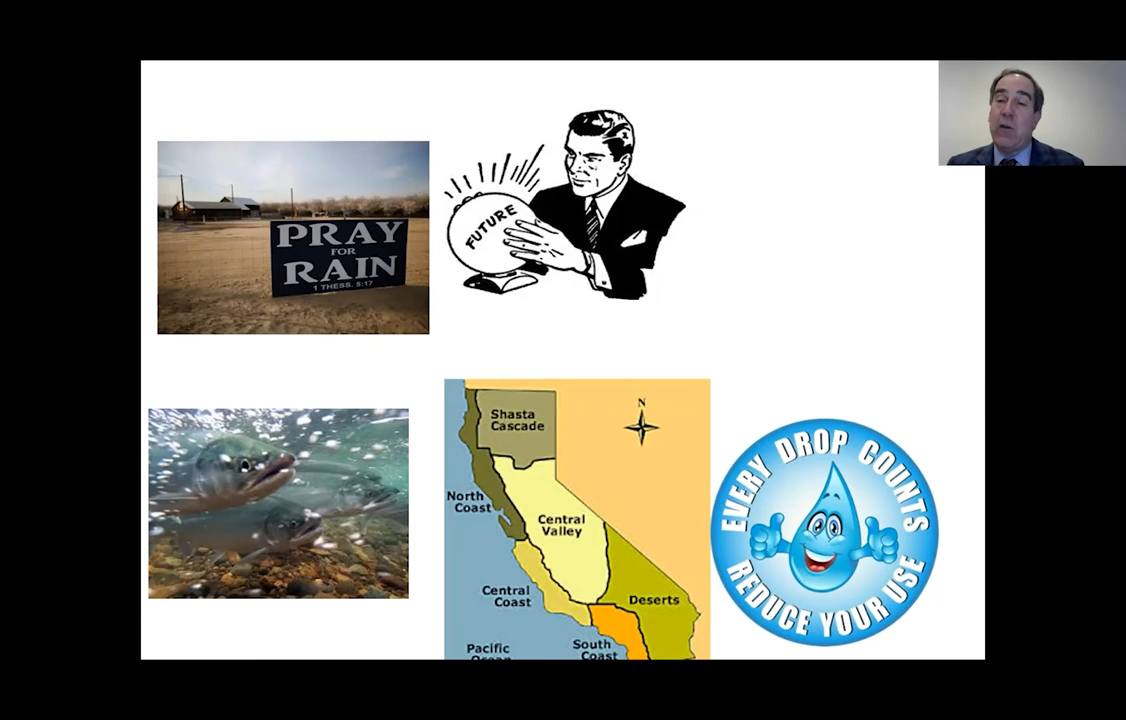 PRAY
FOR
RAIN
1 THESS. 5:17
FUTURE
N
Shasta
Cascade
North
Coast
Central
Valley
Central
Coast
Deserts
South
Coast
Pacific
Ocean
EVERY DROP COUNTS
REDUCE YOUR USE